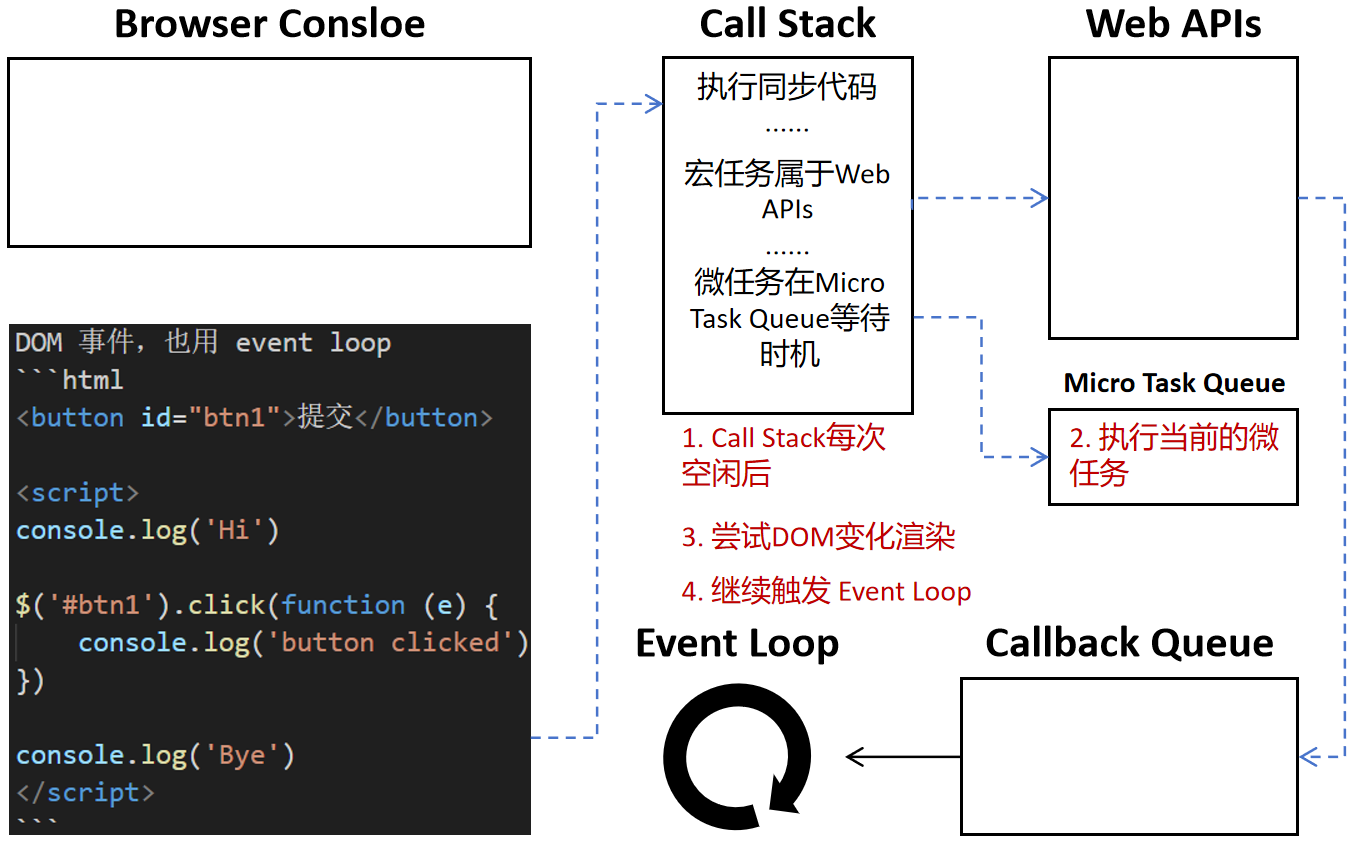 Browser Consloe
Call Stack
Web APIs
执行同步代码
......
宏任务属于Web
APIs
......
微任务在Micro
Task Queue等待
时机
DOM 事件，也用 event loop
```html
<button id="btn1">提交</button>
<script>
console.log('Hi')
$('#btn1').click(function (e) {
    console.log('button clicked')
})
console.log('Bye')
</script>
```
Micro Task Queue
2. 执行当前的微
任务
1. Call Stack每次
空闲后
3. 尝试DOM变化渲染
4. 继续触发 Event Loop
Event Loop
Callback Queue